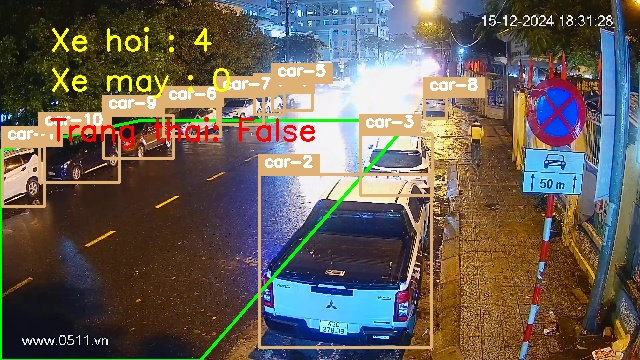 15-12-2024 18:31:28
Xe hoi : 4
Xe may : 0
Trang thai: False
car-5
car-7
car-8
car-6
car-9
car-10
car-3
car-2
50 m
www.0511.vn